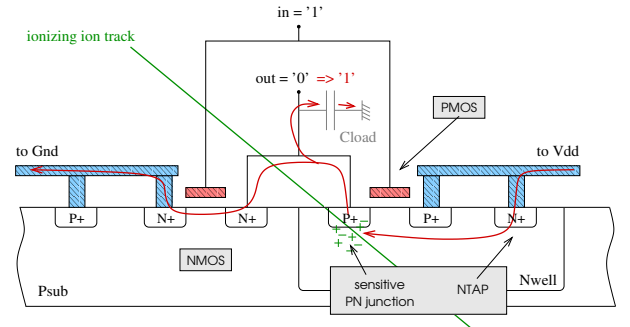 in = '1'
ionizing ion track
out = '0' => '1'
PMOS
Cload
to Gnd
to Vdd
P+
N+
N+
P+
P+
N+
NMOS
sensitive
PN junction
NTAP
Nwell
Psub